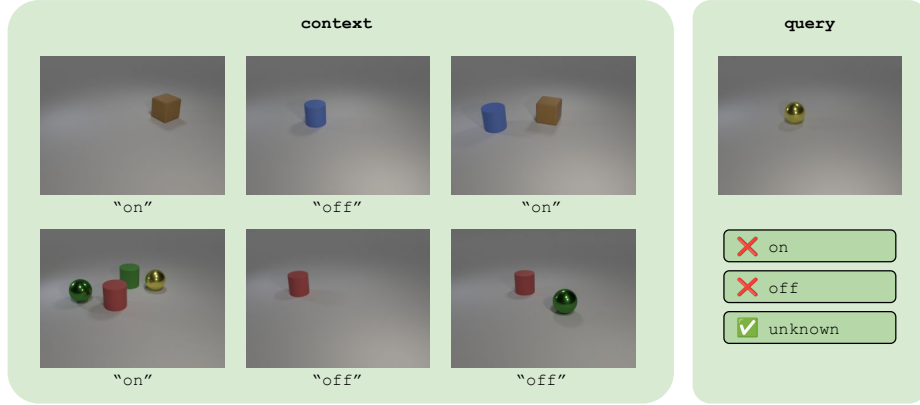 context
“on”
“off”
“on”
“on”
“off”
“off”
query
on
off
unknown